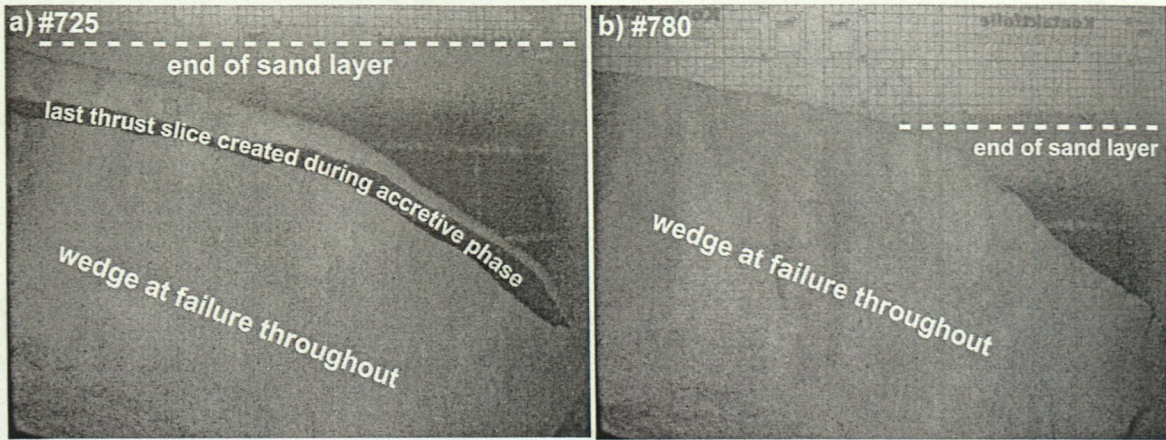 a) #725
end of sand layer
last thrust slice created during accretive phase
wedge at failure throughout
b) #780
end of sand layer
wedge at failure throughout